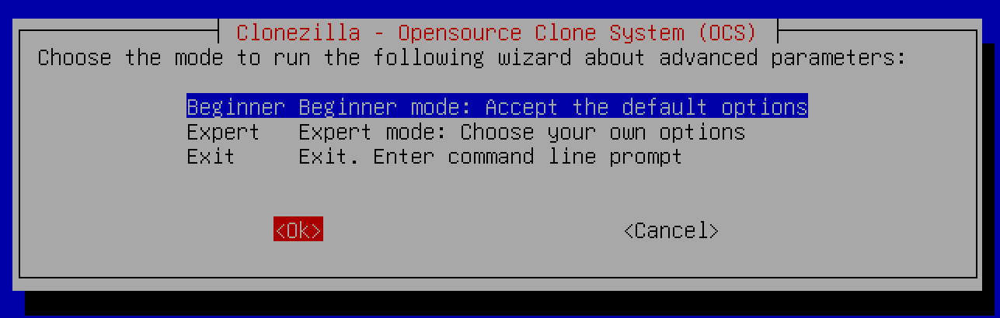 Clonezilla - Opensource Clone System (OCS)
Choose the mode to run the following wizard about advanced parameters:
Beginner Beginner mode: Accept the default options
Expert Expert mode: Choose your own options
Exit Exit. Enter command line prompt
<Ok> <Cancel>